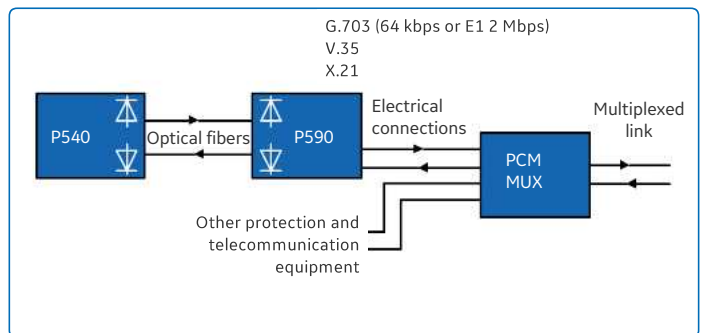 G.703 (64 kbps or E1 2 Mbps)
V.35
X.21
P540
Optical fibers
P590
Electrical
connections
Multiplexed
link
PCM
MUX
Other protection and
telecommunication
equipment